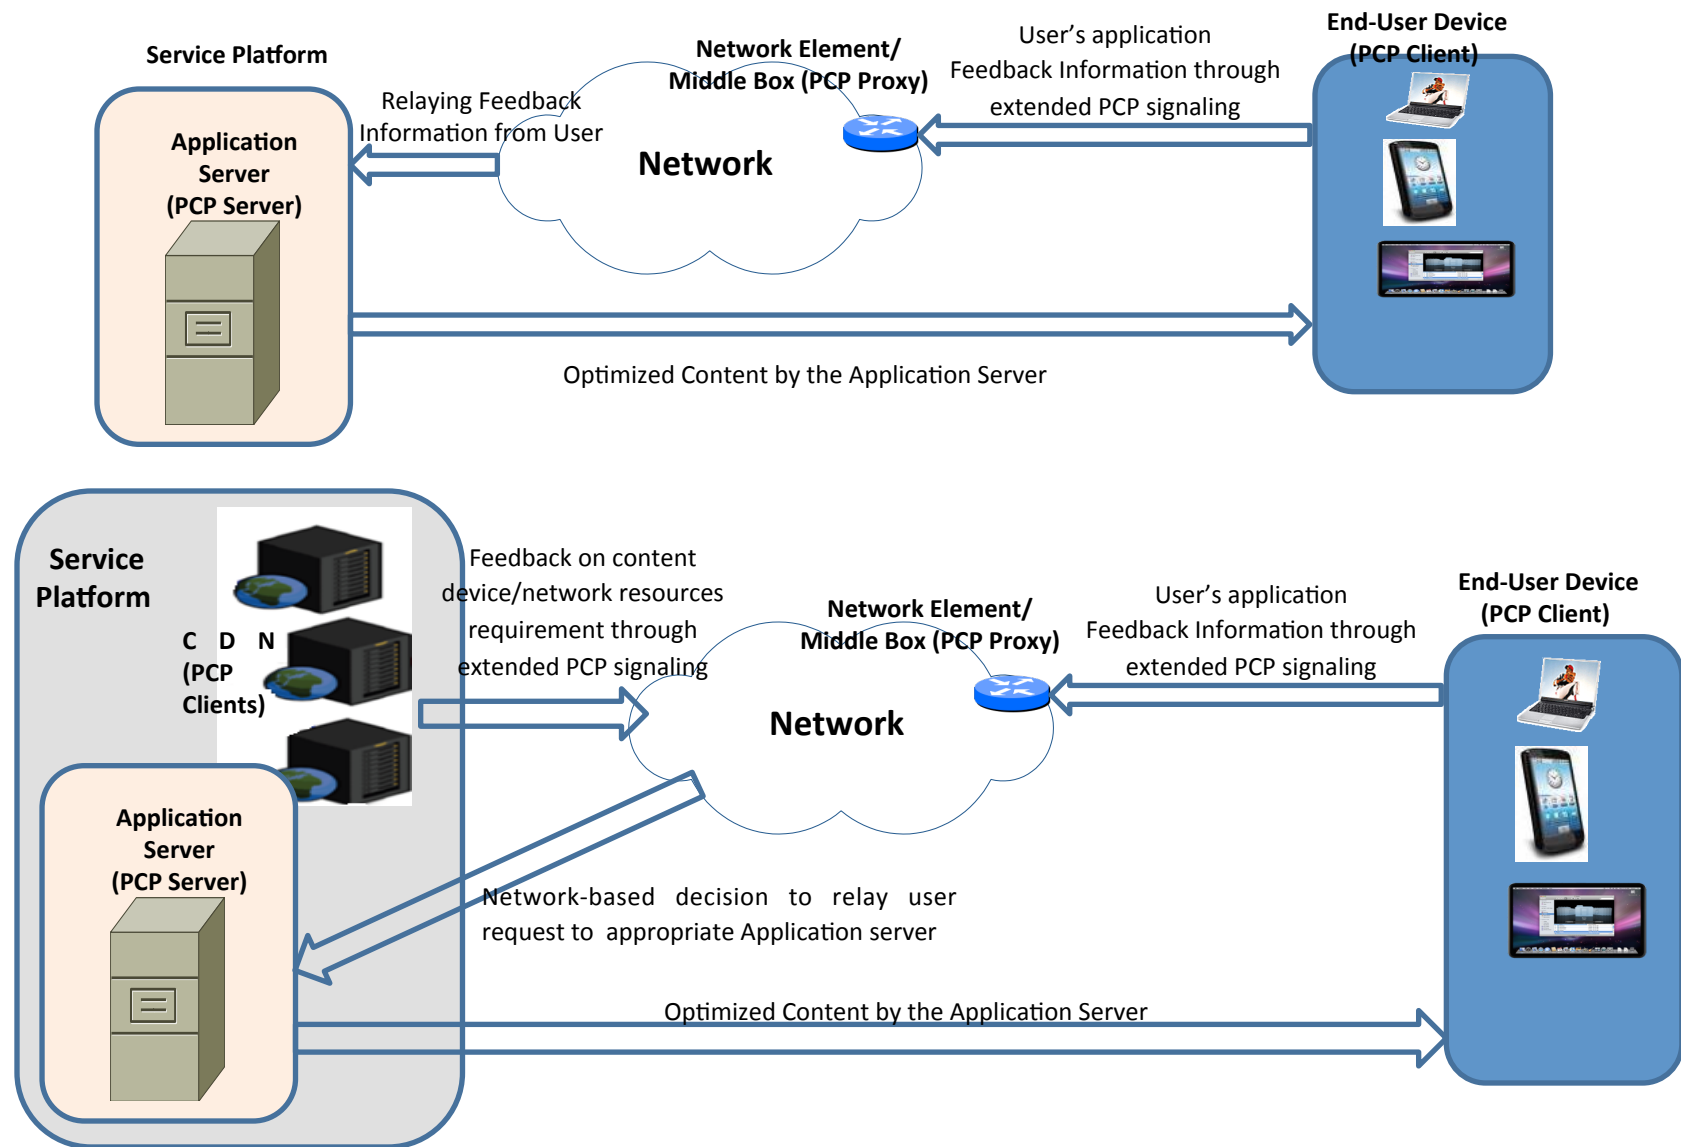 Service Platform
Network Element/
Middle Box (PCP Proxy)
User's application
Feedback Information through
extended PCP signaling
End-User Device
(PCP Client)
Relaying Feedback
Information from User
Application
Server
(PCP Server)
Network
Optimized Content by the Application Server
Service
Platform
C D N
(PCP
Clients)
Feedback on content
device/network resources
requirement through
extended PCP signaling
Network Element/
Middle Box (PCP Proxy)
User's application
Feedback Information through
extended PCP signaling
End-User Device
(PCP Client)
Network
Application
Server
(PCP Server)
Network-based decision to relay user
request to appropriate Application server
Optimized Content by the Application Server